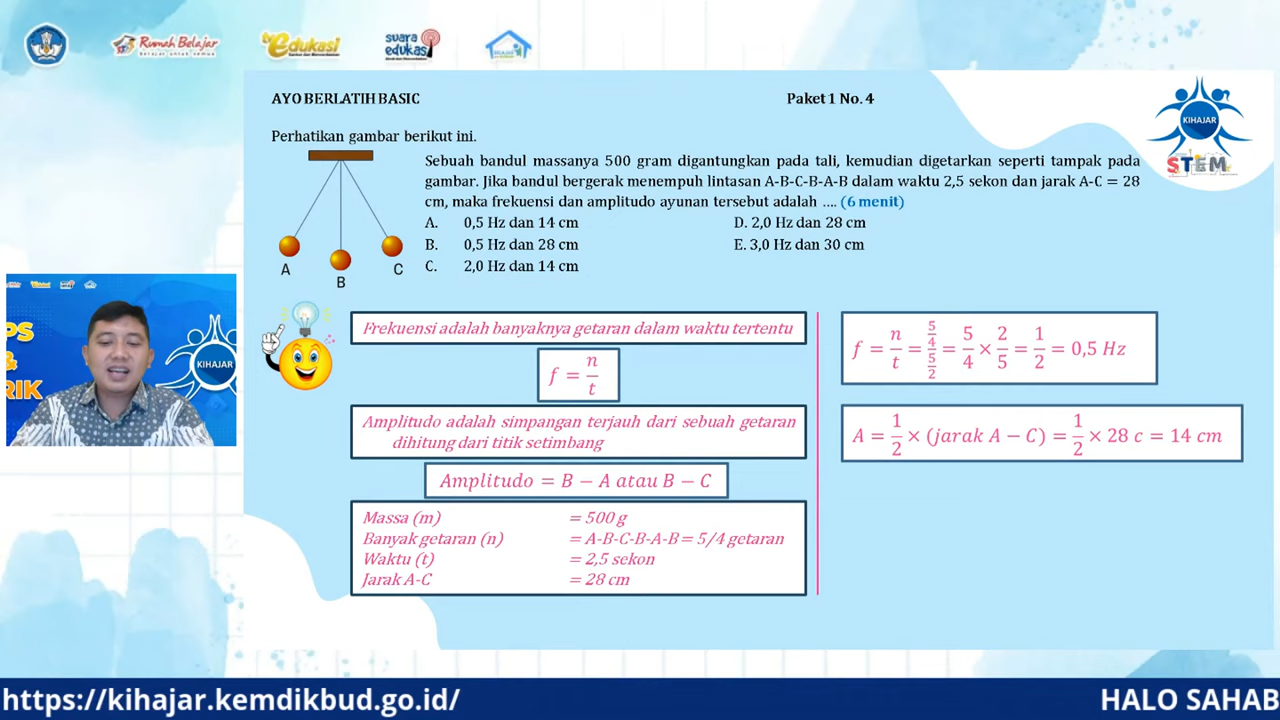 Rumah Belajar
Belajar untuk semua
tv Edukasi
suara
edukasi
AYO BERLATIH BASIC
Paket 1 No. 4
KIHAJAR
STEM
Perhatikan gambar berikut ini.
Sebuah bandul massanya 500 gram digantungkan pada tali, kemudian digetarkan seperti tampak pada
gambar. Jika bandul bergerak menempuh lintasan A-B-C-B-A-B dalam waktu 2,5 sekon dan jarak A-C = 28
cm, maka frekuensi dan amplitudo ayunan tersebut adalah .... (6 menit)
A. 0,5 Hz dan 14 cm
D. 2,0 Hz dan 28 cm
B. 0,5 Hz dan 28 cm
E. 3,0 Hz dan 30 cm
C. 2,0 Hz dan 14 cm
A
B
C
PS
&
RIK
KIHAJAR
Frekuensi adalah banyaknya getaran dalam waktu tertentu
f = n/t
Amplitudo adalah simpangan terjauh dari sebuah getaran
dihitung dari titik setimbang
Amplitudo = B − A atau B − C
Massa (m) = 500 g
Banyak getaran (n) = A-B-C-B-A-B = 5/4 getaran
Waktu (t) = 2,5 sekon
Jarak A-C = 28 cm
f = n/t = (5/4)/(5/2) = 5/4 × 2/5 = 1/2 = 0,5 Hz
A = 1/2 × (jarak A − C) = 1/2 × 28 c = 14 cm
https://kihajar.kemdikbud.go.id/
HALO SAHAB